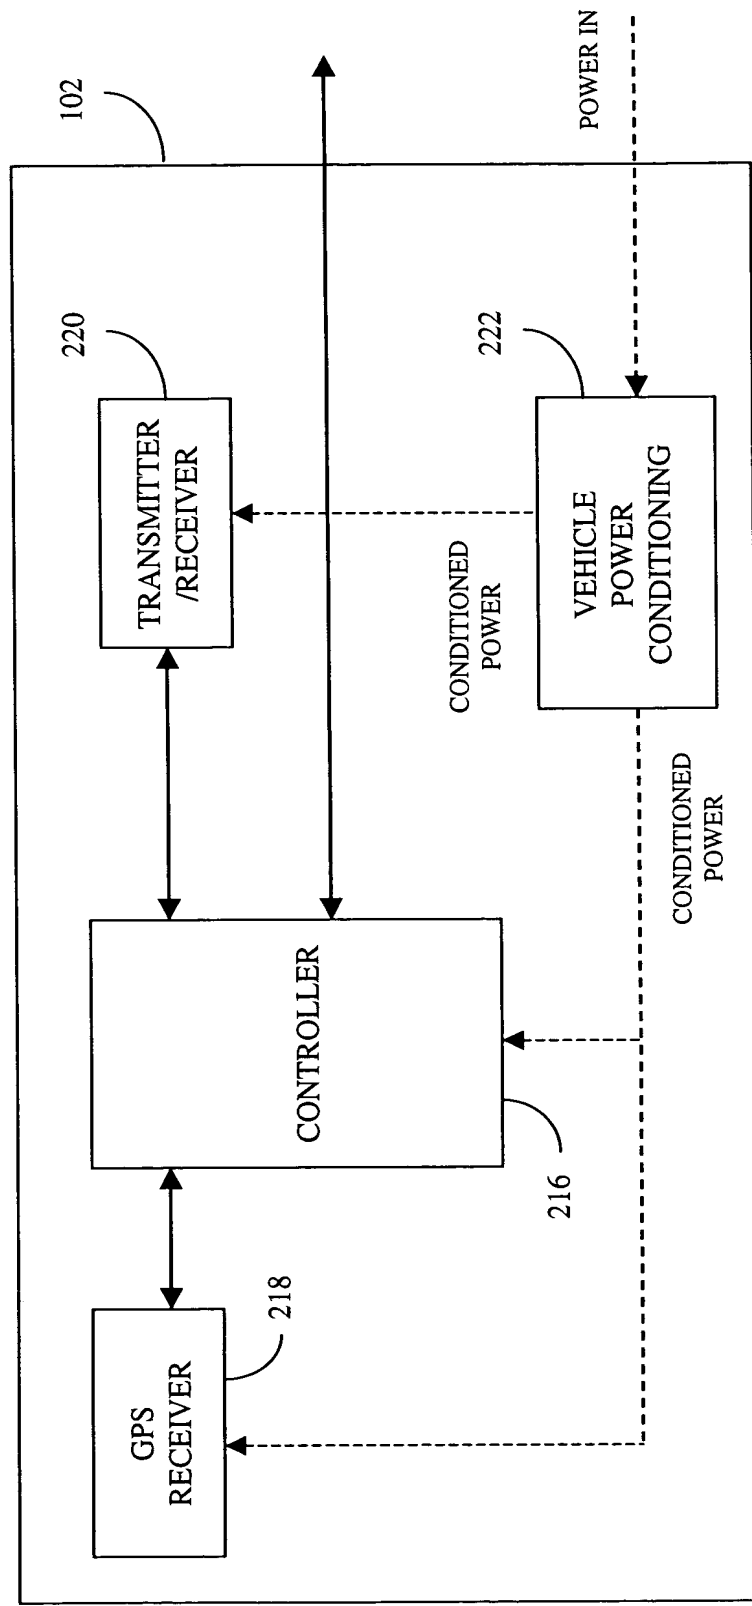 102
220
TRANSMITTER
/RECEIVER
GPS
RECEIVER
218
CONTROLLER
216
CONDITIONED
POWER
222
VEHICLE
POWER
CONDITIONING
CONDITIONED
POWER
POWER IN